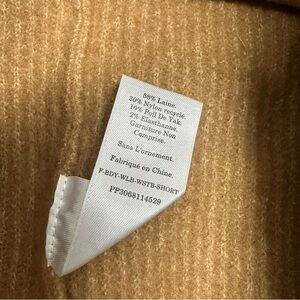 58% Laine.
30% Nylon recyclé.
10% Poil De Yak.
2% Elasthanne.
Garniture Non
Comprise.
Sans L'ornement.
Fabriqué en Chine.
F-BDY-WLB-WSTB-SHORT
PP3068114529